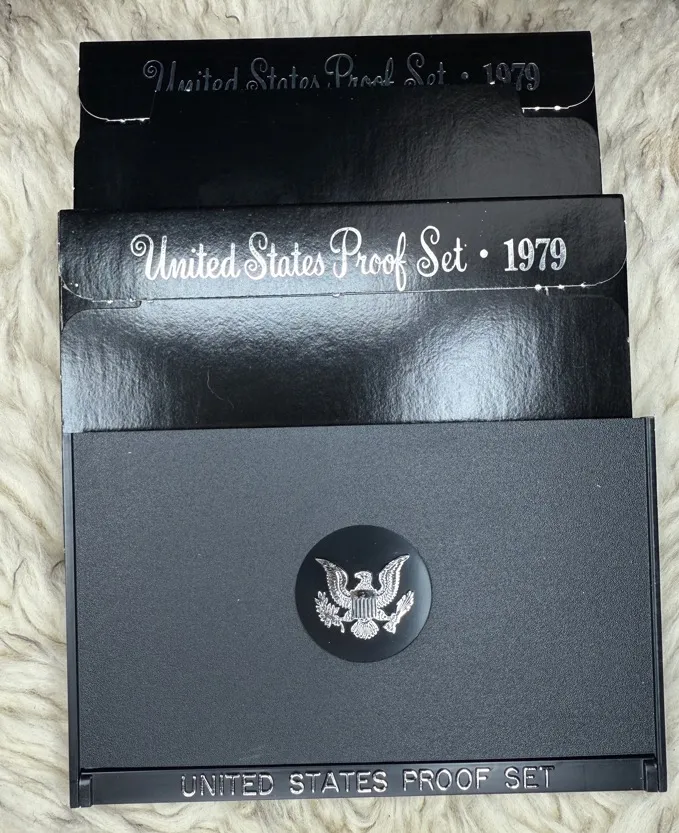 United States Proof Set · 1979
United States Proof Set · 1979
UNITED STATES PROOF SET